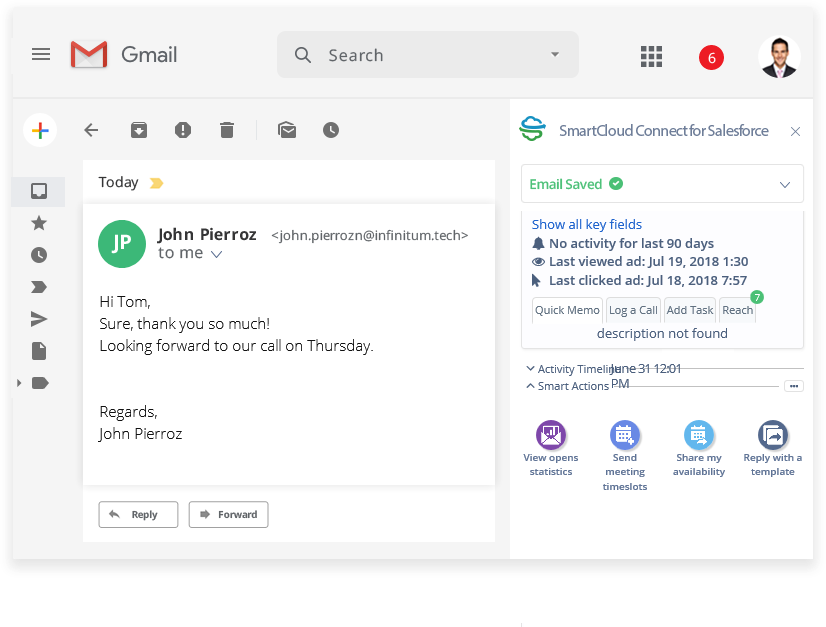 Gmail
Search
6
SmartCloud Connect for Salesforce
Today
JP
John Pierroz <john.pierrozn@infinitum.tech>
to me
Hi Tom,
Sure, thank you so much!
Looking forward to our call on Thursday.
Regards,
John Pierroz
Reply
Forward
Email Saved
Show all key fields
No activity for last 90 days
Last viewed ad: Jul 19, 2018 1:30
Last clicked ad: Jul 18, 2018 7:57
Quick Memo
Log a Call
Add Task
Reach
7
description not found
Activity Timeline
June 31 12:01
PM
Smart Actions
View opens
statistics
Send
meeting
timeslots
Share my
availability
Reply with a
template